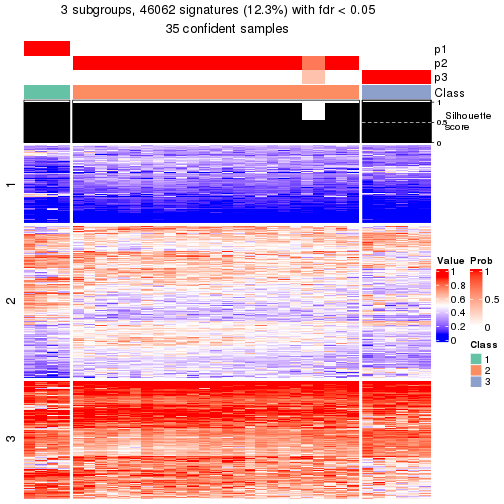 3 subgroups, 46062 signatures (12.3%) with fdr < 0.05
35 confident samples
p1
p2
p3
Class
1
0.5
0
Silhouette
score
1
2
3
Value
1
0.8
0.6
0.4
0.2
0
Prob
1
0.5
0
Class
1
2
3